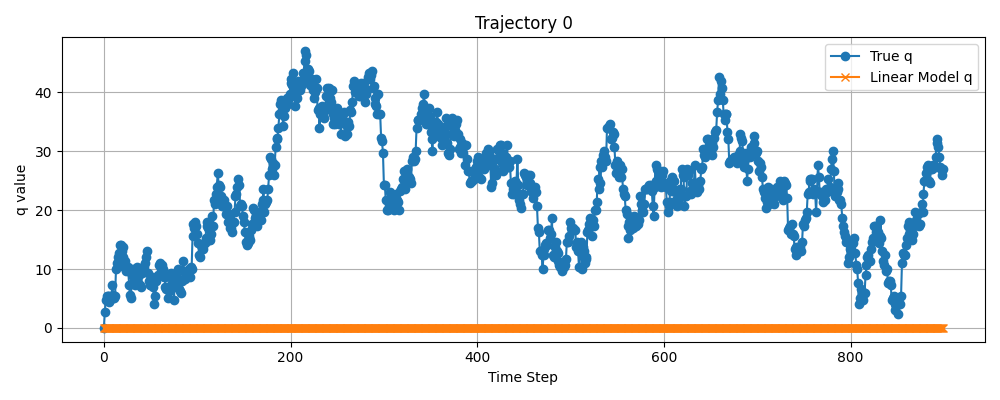 Trajectory 0
True q
Linear Model q
q value
40
30
20
10
0
0 200 400 600 800
Time Step